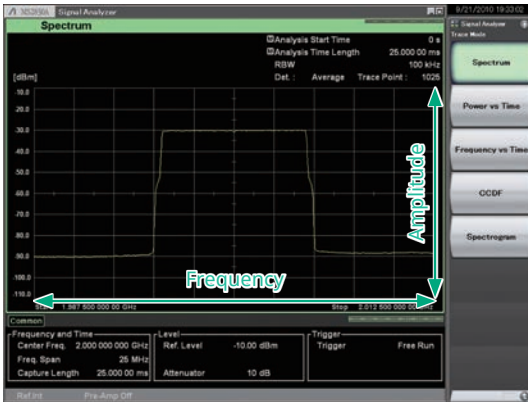 MS2690A Signal Analyzer
9/21/2010 19:33:02
Spectrum
Analysis Start Time 0 s
Analysis Time Length 25.000 00 ms
RBW 100 kHz
Det. : Average Trace Point : 1025
[dBm]
-10.0
-20.0
-30.0
-40.0
-50.0
-60.0
-70.0
-80.0
-90.0
-100.0
-110.0
Amplitude
Frequency
Start 1.987 500 000 00 GHz Stop 2.012 500 000 00 GHz
Common
Frequency and Time
Center Freq. 2.000 000 000 GHz
Freq. Span 25 MHz
Capture Length 25.000 00 ms
Level
Ref. Level -10.00 dBm
Attenuator 10 dB
Trigger
Trigger Free Run
Ref.Int Pre-Amp Off
Signal Analyzer
Trace Mode
Spectrum
Power vs Time
Frequency vs Time
CCDF
Spectrogram